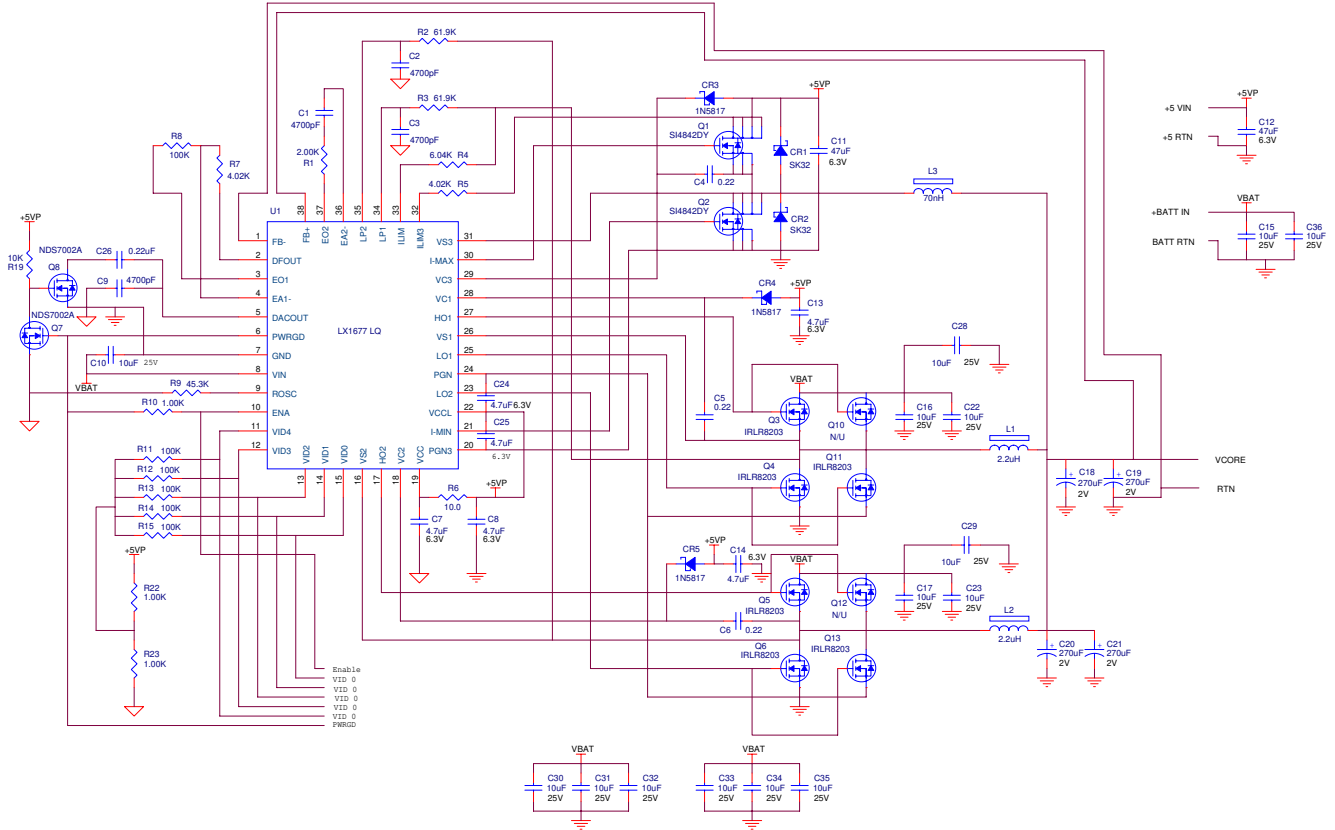 R2 61.9K
C2
4700pF
R3 61.9K
C3
4700pF
C1
4700pF
2.00K
R1
6.04K R4
4.02K R5
R8
100K
R7
4.02K
CR3
1N5817
+5VP
Q1
SI4842DY
CR1
SK32
C11
47uF
6.3V
C4 0.22
Q2
SI4842DY
CR2
SK32
L3
70nH
+5 VIN
+5VP
C12
47uF
6.3V
+5 RTN
+BATT IN
VBAT
BATT RTN
C15
10uF
25V
C36
10uF
25V
U1
38
37
36
35
34
33
32
FB+
EO2
EA2-
LP2
LP1
ILIM
ILIM3
1 FB-
2 DFOUT
3 EO1
4 EA1-
5 DACOUT
6 PWRGD
7 GND
8 VIN
9 ROSC
10 ENA
11 VID4
12 VID3
LX1677 LQ
VS3 31
I-MAX 30
VC3 29
VC1 28
HO1 27
VS1 26
LO1 25
PGN 24
LO2 23
VCCL 22
I-MIN 21
PGN3 20
VID2
VID1
VID0
VS2
HO2
VC2
VCC
13
14
15
16
17
18
19
+5VP
10K
R19
NDS7002A
Q8
C26 0.22uF
C9 4700pF
NDS7002A
Q7
C10 10uF 25V
VBAT
R9 45.3K
R10 1.00K
R11 100K
R12 100K
R13 100K
R14 100K
R15 100K
+5VP
R22
1.00K
R23
1.00K
Enable
VID 0
VID 0
VID 0
VID 0
VID 0
PWRGD
CR4
1N5817
+5VP
C13
4.7uF
6.3V
C24
4.7uF 6.3V
C25
4.7uF
6.3V
R6
10.0
+5VP
C7
4.7uF
6.3V
C8
4.7uF
6.3V
C5
0.22
VBAT
Q3
IRLR8203
Q10
N/U
Q4
IRLR8203
Q11
IRLR8203
C28
10uF 25V
C16
10uF
25V
C22
10uF
25V
L1
2.2uH
VCORE
RTN
C18
270uF
2V
C19
270uF
2V
CR5
1N5817
+5VP
C14
6.3V
4.7uF
VBAT
Q5
IRLR8203
Q12
N/U
C6 0.22
Q6
IRLR8203
Q13
IRLR8203
C29
10uF 25V
C17
10uF
25V
C23
10uF
25V
L2
2.2uH
C20
270uF
2V
C21
270uF
2V
VBAT
C30
10uF
25V
C31
10uF
25V
C32
10uF
25V
VBAT
C33
10uF
25V
C34
10uF
25V
C35
10uF
25V